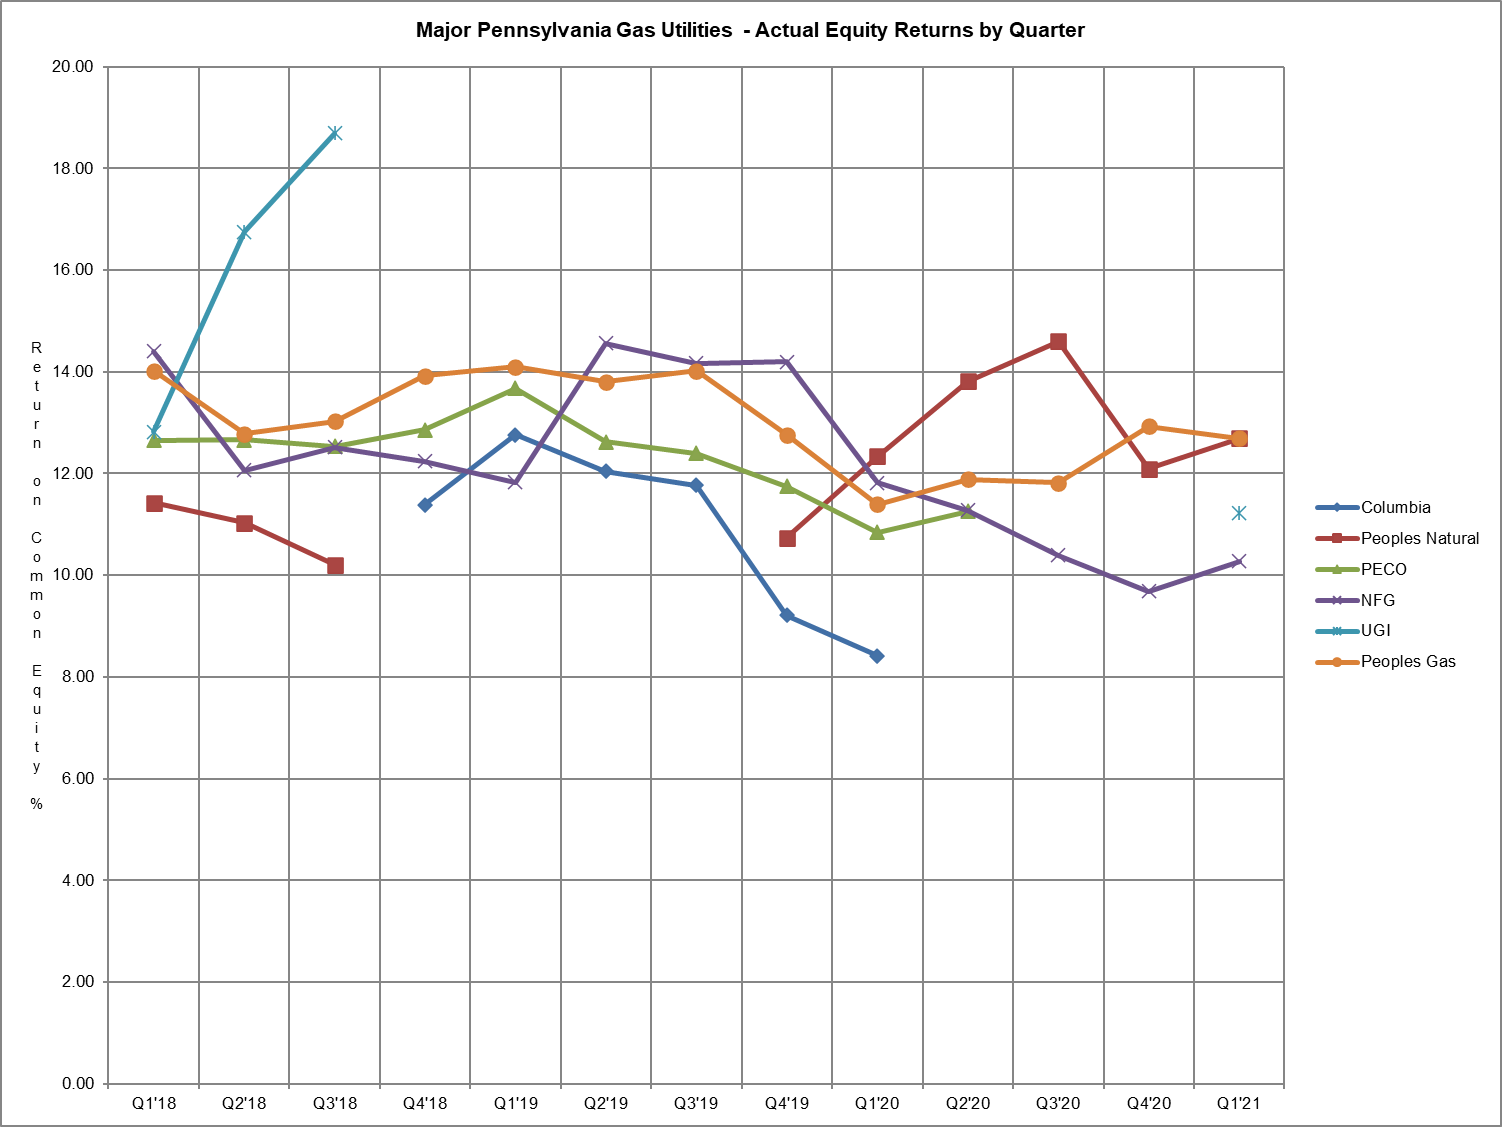 Major Pennsylvania Gas Utilities - Actual Equity Returns by Quarter
20.00
18.00
16.00
14.00
12.00
10.00
8.00
6.00
4.00
2.00
0.00
Return on Common Equity %
Q1'18 Q2'18 Q3'18 Q4'18 Q1'19 Q2'19 Q3'19 Q4'19 Q1'20 Q2'20 Q3'20 Q4'20 Q1'21
Columbia
Peoples Natural
PECO
NFG
UGI
Peoples Gas